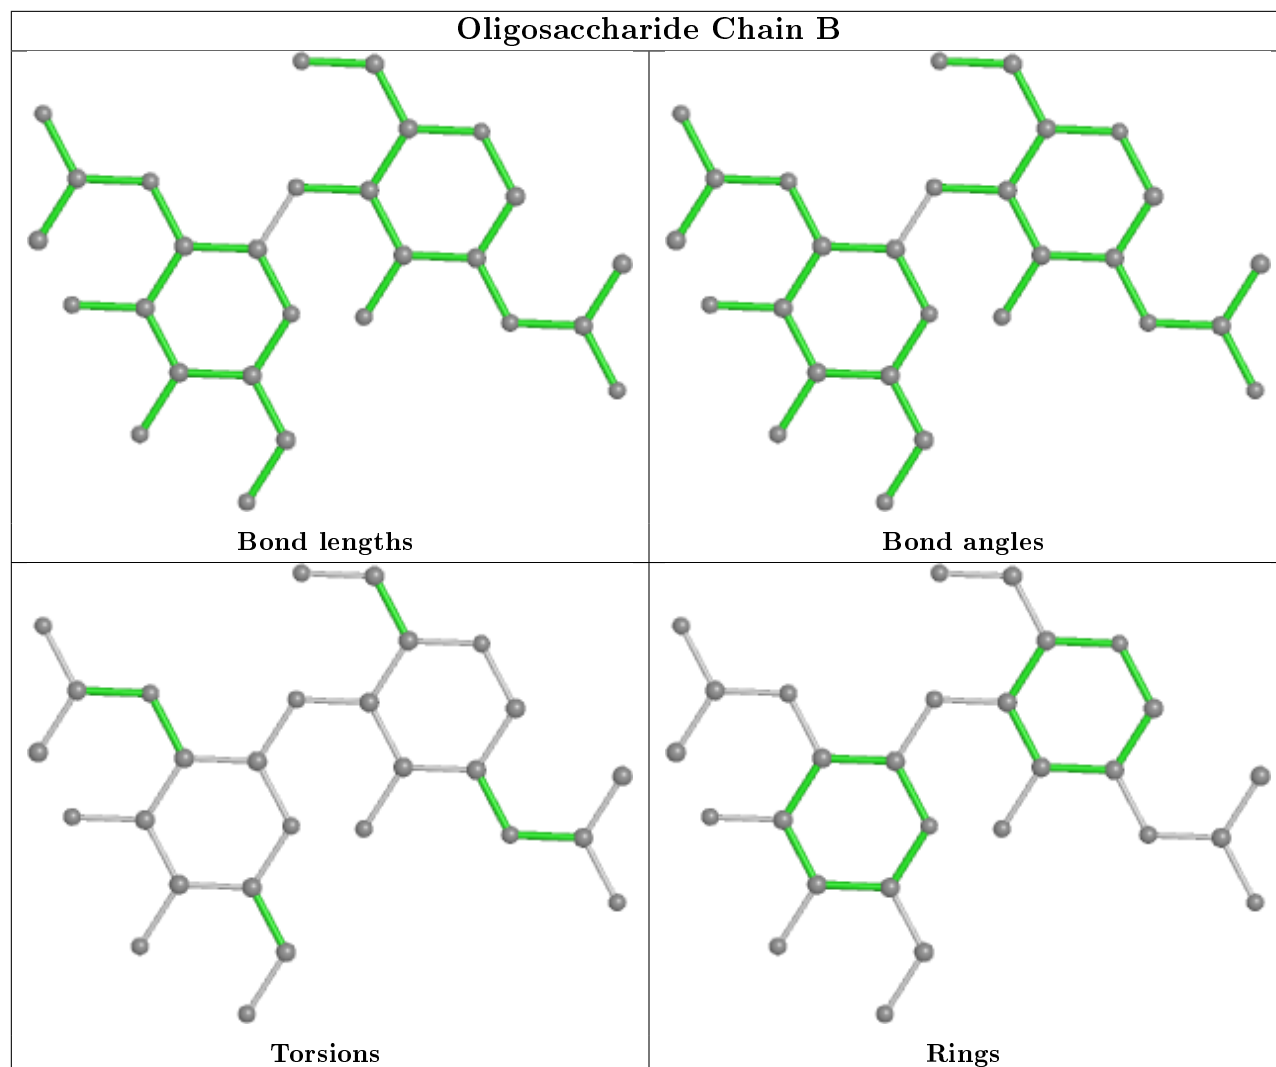 Oligosaccharide Chain B
Bond lengths
Bond angles
Torsions
Rings